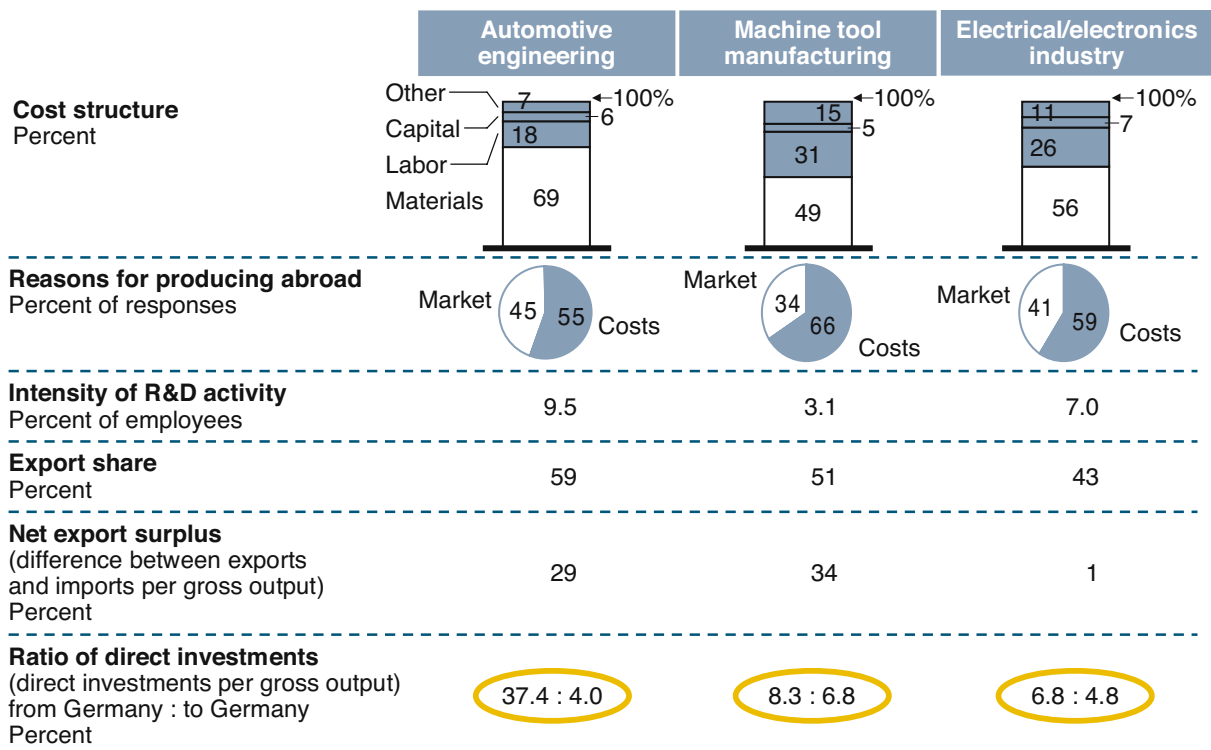 Automotive engineering
Machine tool manufacturing
Electrical/electronics industry
Cost structure
Percent
Other
Capital
Labor
Materials
7
6
18
69
100%
15
5
31
49
100%
11
7
26
56
100%
Reasons for producing abroad
Percent of responses
Market
45
55
Costs
Market
34
66
Costs
Market
41
59
Costs
Intensity of R&D activity
Percent of employees
9.5
3.1
7.0
Export share
Percent
59
51
43
Net export surplus
(difference between exports
and imports per gross output)
Percent
29
34
1
Ratio of direct investments
(direct investments per gross output)
from Germany : to Germany
Percent
37.4 : 4.0
8.3 : 6.8
6.8 : 4.8